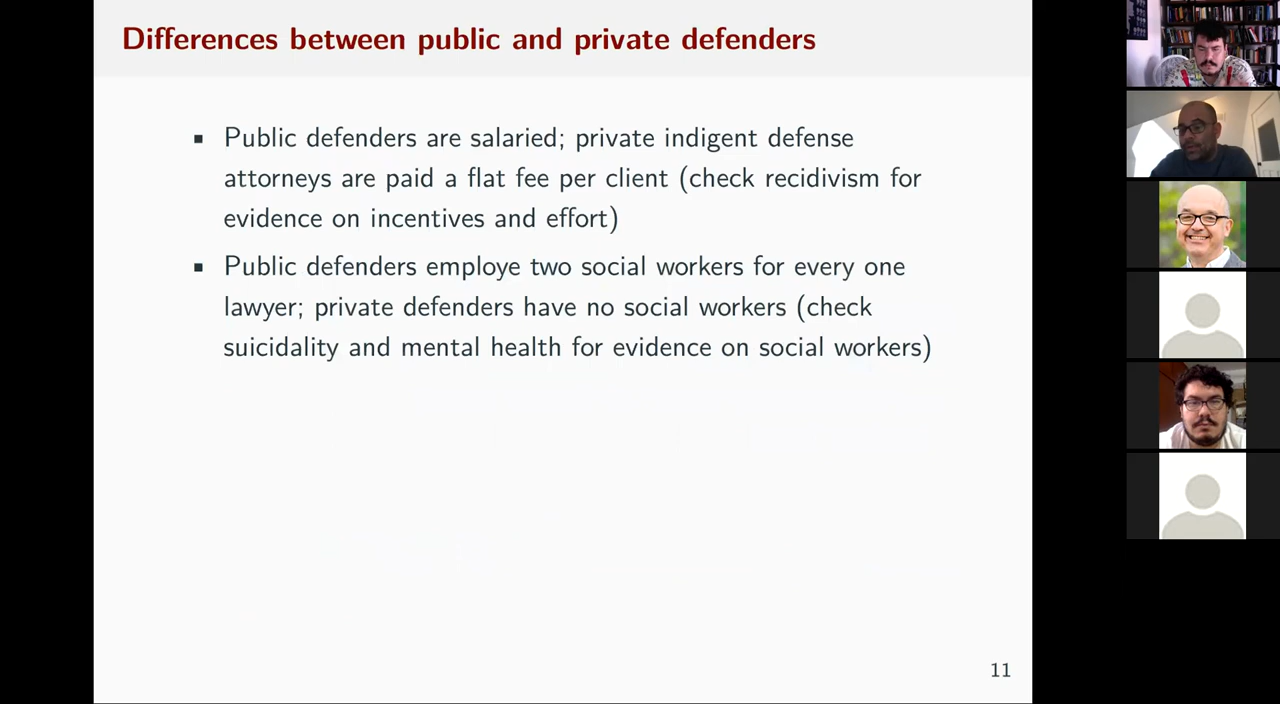 Differences between public and private defenders
▪ Public defenders are salaried; private indigent defense
attorneys are paid a flat fee per client (check recidivism for
evidence on incentives and effort)
▪ Public defenders employe two social workers for every one
lawyer; private defenders have no social workers (check
suicidality and mental health for evidence on social workers)
11